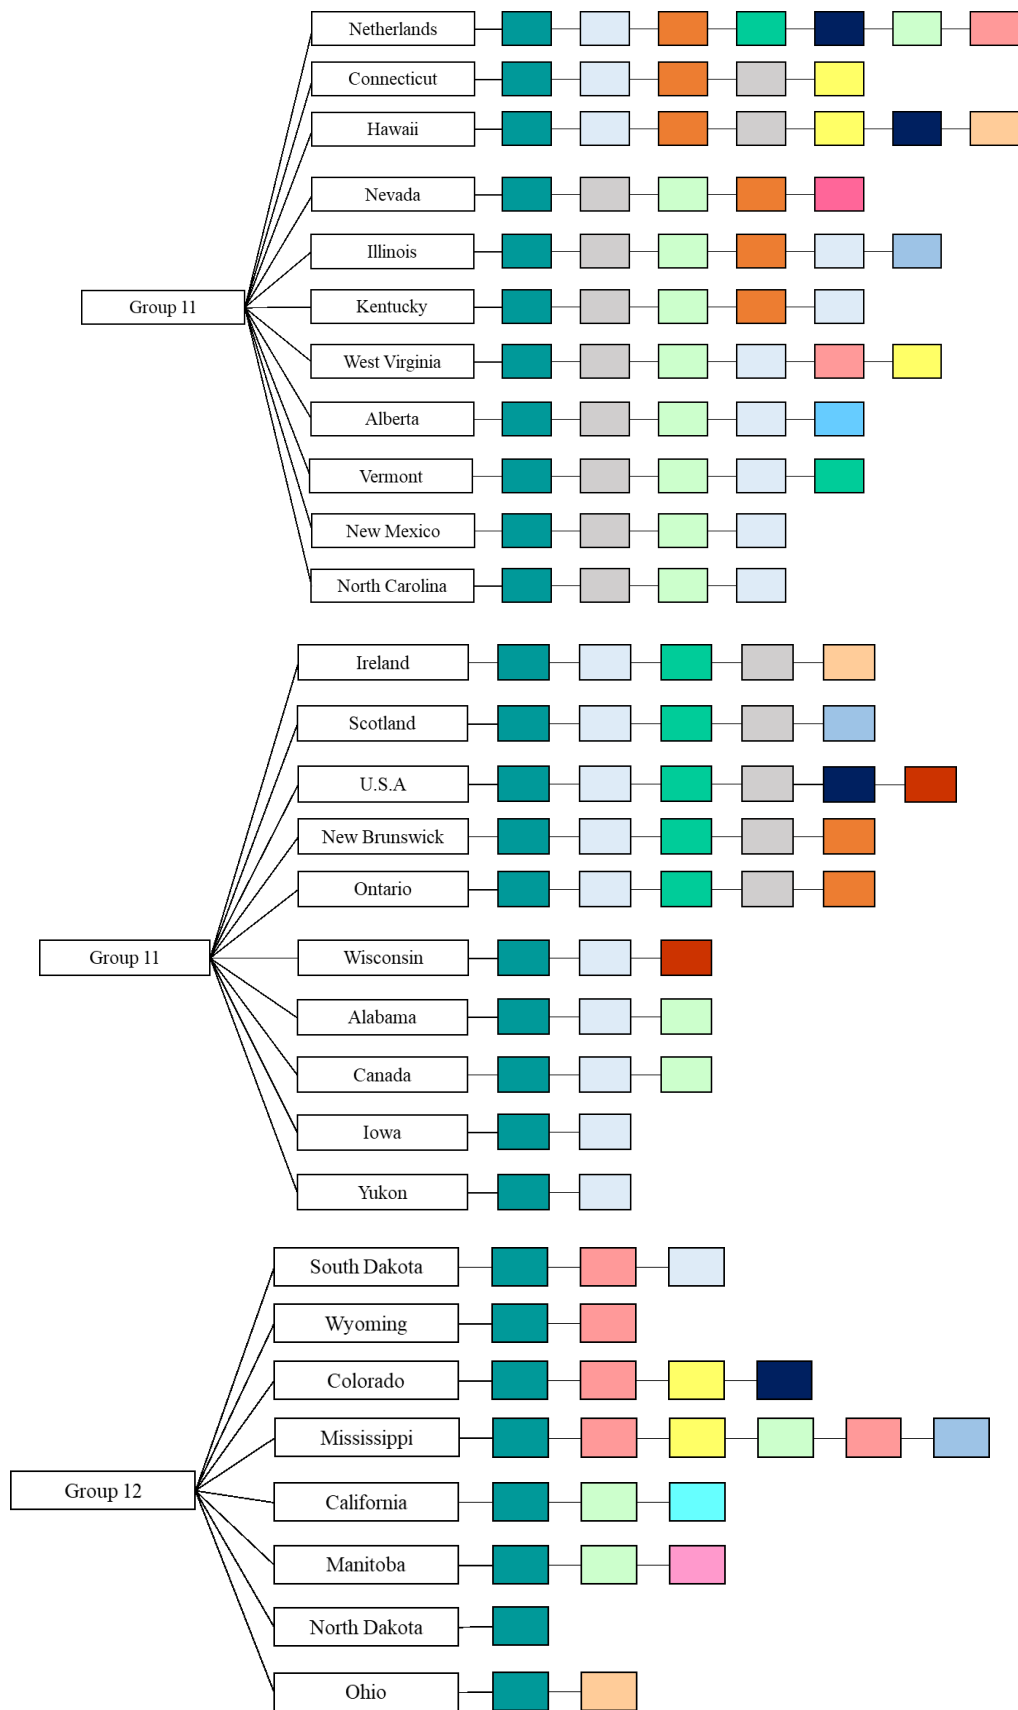 Netherlands
Connecticut
Hawaii
Nevada
Illinois
Group 11
Kentucky
West Virginia
Alberta
Vermont
New Mexico
North Carolina
Ireland
Scotland
U.S.A
New Brunswick
Ontario
Group 11
Wisconsin
Alabama
Canada
Iowa
Yukon
South Dakota
Wyoming
Colorado
Mississippi
Group 12
California
Manitoba
North Dakota
Ohio